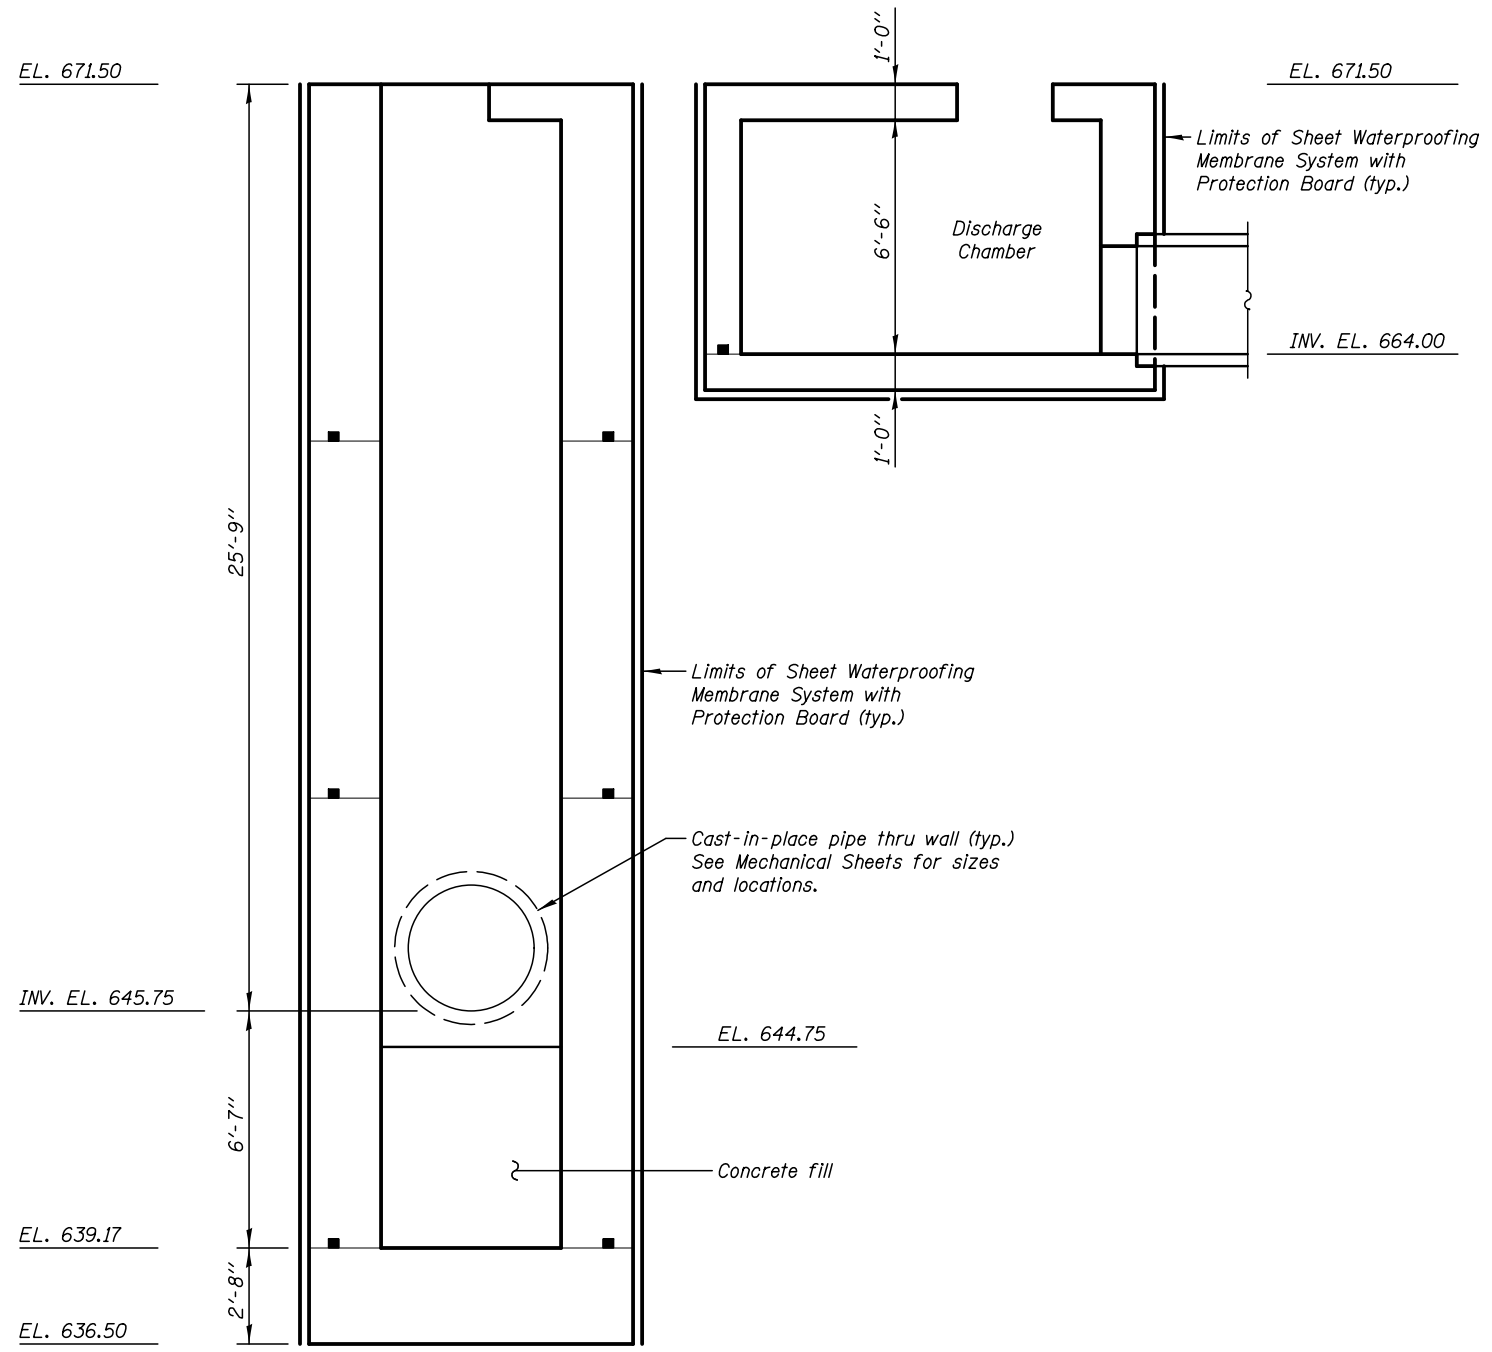 EL. 671.50
1'-0"
EL. 671.50
Limits of Sheet Waterproofing
Membrane System with
Protection Board (typ.)
6'-6"
Discharge
Chamber
INV. EL. 664.00
1'-0"
25'-9"
Limits of Sheet Waterproofing
Membrane System with
Protection Board (typ.)
Cast-in-place pipe thru wall (typ.)
See Mechanical Sheets for sizes
and locations.
INV. EL. 645.75
EL. 644.75
6'-7"
Concrete fill
EL. 639.17
2'-8"
EL. 636.50